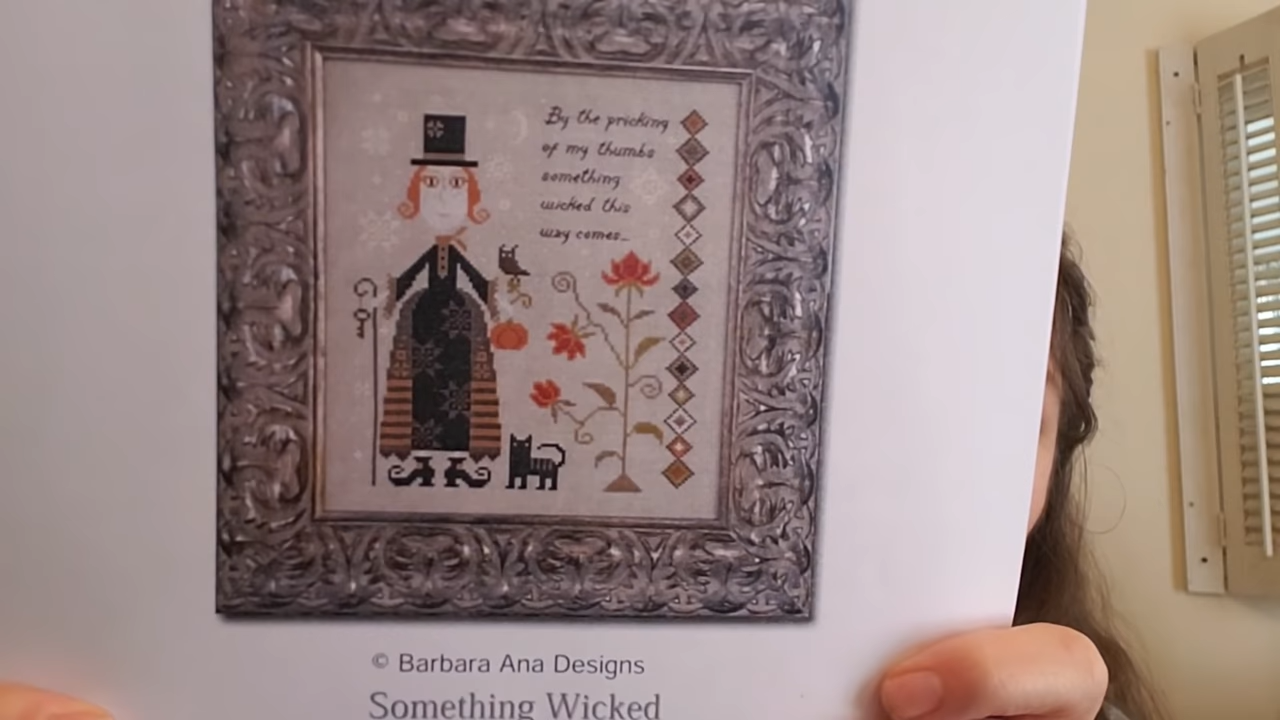 By the pricking
of my thumbs
something
wicked this
way comes...
© Barbara Ana Designs
Something Wicked